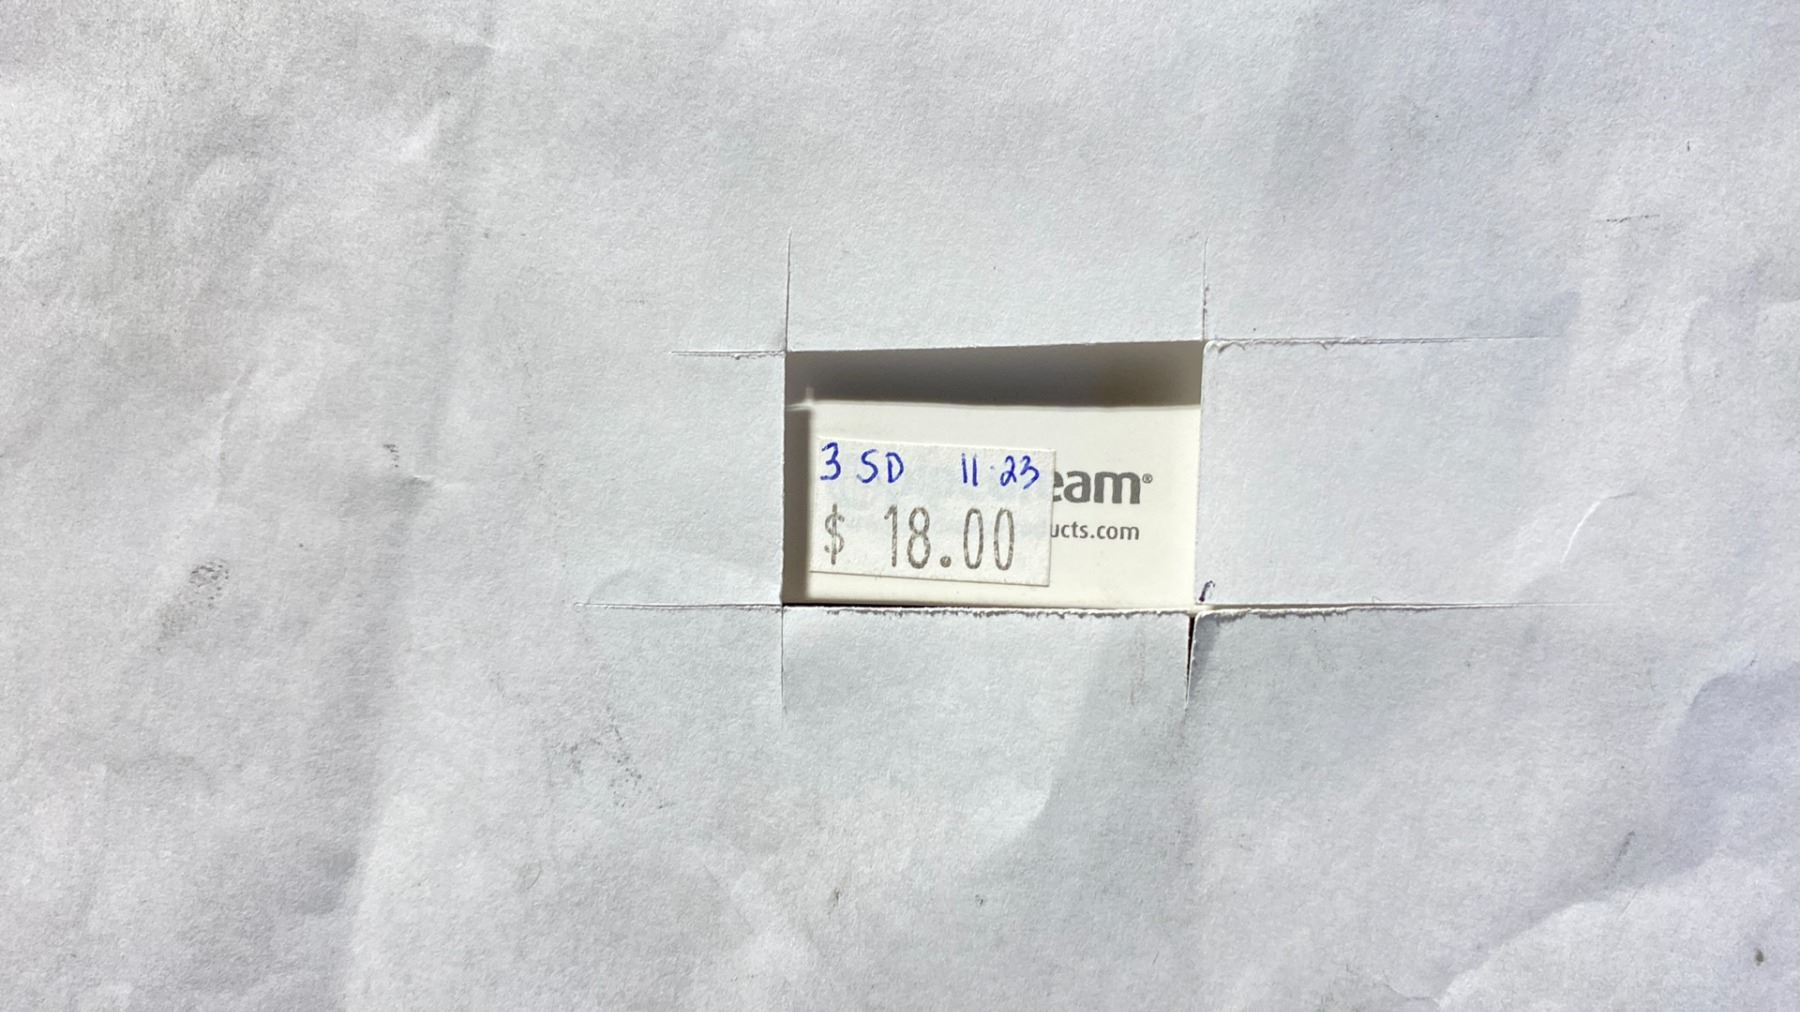 3 SD 11·23
$ 18.00
eam®
ucts.com